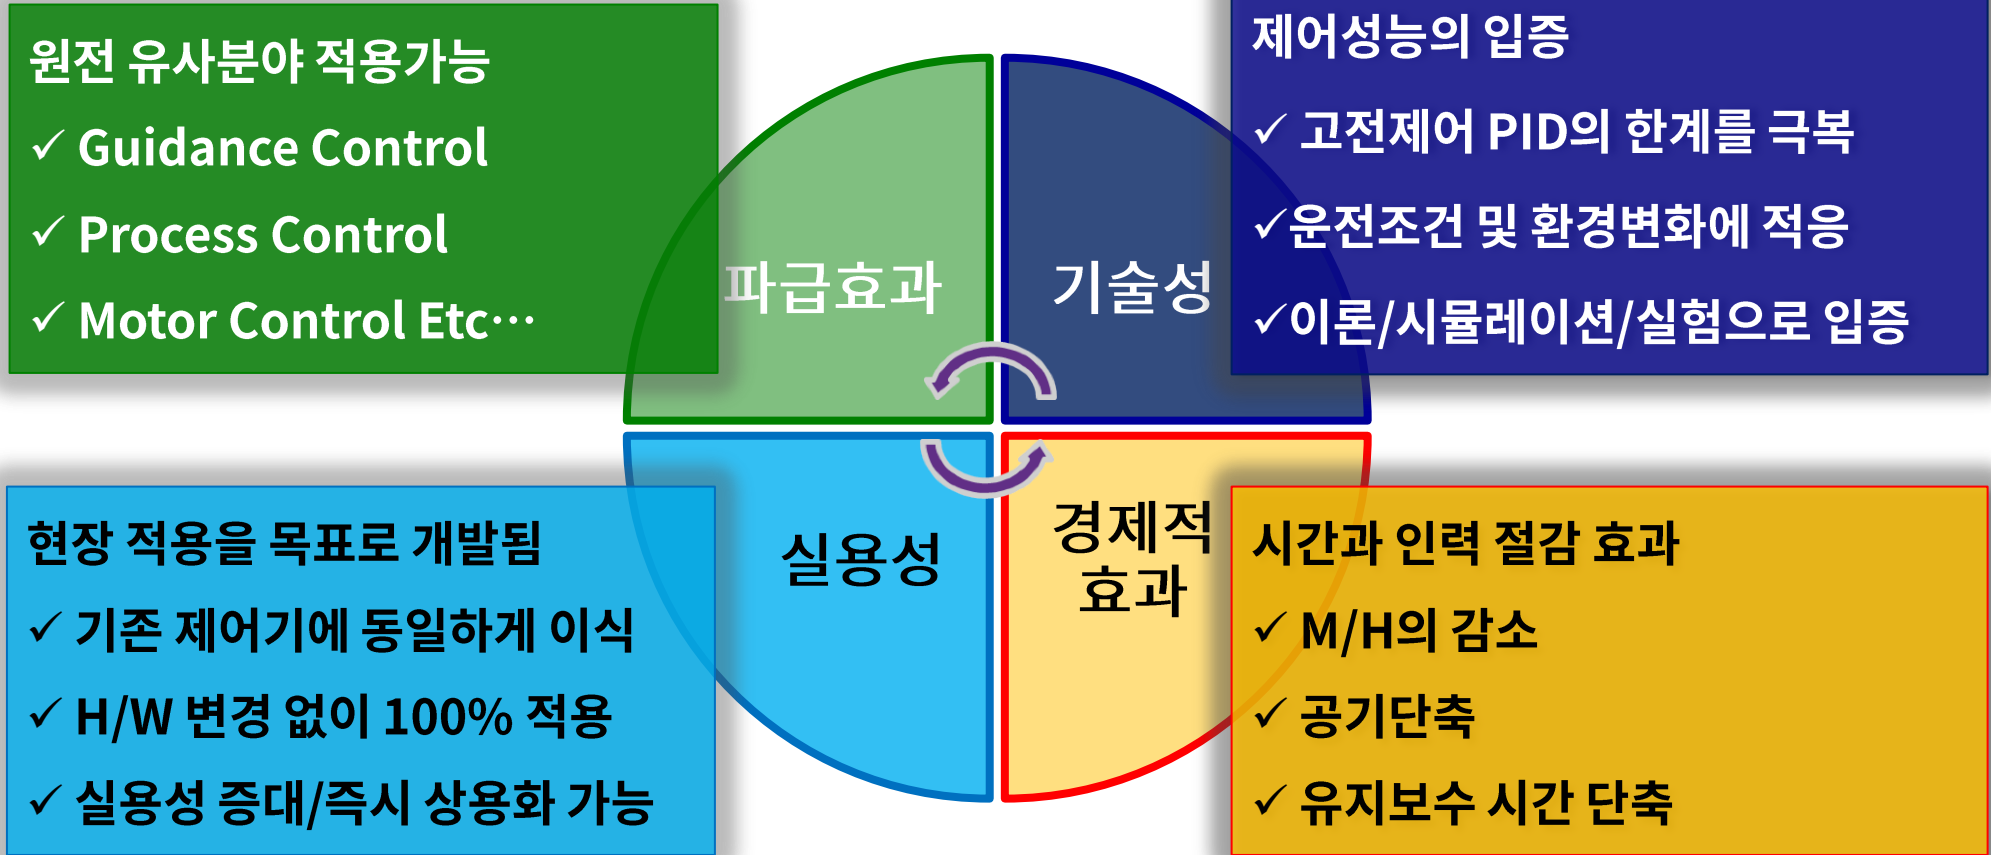 원전 유사분야 적용가능
✓ Guidance Control
✓ Process Control
✓ Motor Control Etc…
파급효과
기술성
제어성능의 입증
✓ 고전제어 PID의 한계를 극복
✓운전조건 및 환경변화에 적응
✓이론/시뮬레이션/실험으로 입증
현장 적용을 목표로 개발됨
✓ 기존 제어기에 동일하게 이식
✓ H/W 변경 없이 100% 적용
✓ 실용성 증대/즉시 상용화 가능
실용성
경제적
효과
시간과 인력 절감 효과
✓ M/H의 감소
✓ 공기단축
✓ 유지보수 시간 단축